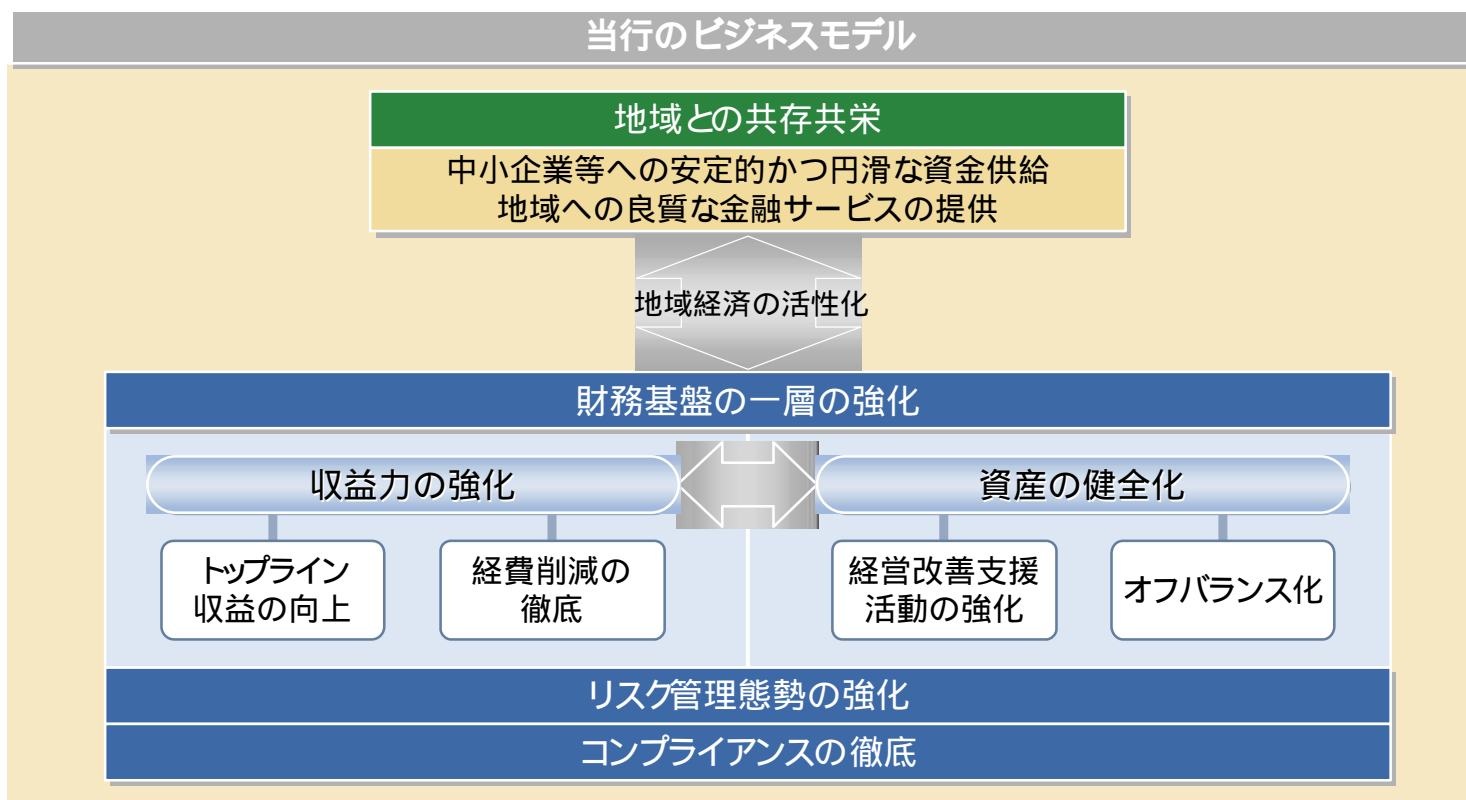 当行のビジネスモデル
地域との共存共栄
中小企業等への安定的かつ円滑な資金供給
地域への良質な金融サービスの提供
地域経済の活性化
財務基盤の一層の強化
収益力の強化
資産の健全化
トップライン
収益の向上
経費削減の
徹底
経営改善支援
活動の強化
オフバランス化
リスク管理態勢の強化
コンプライアンスの徹底